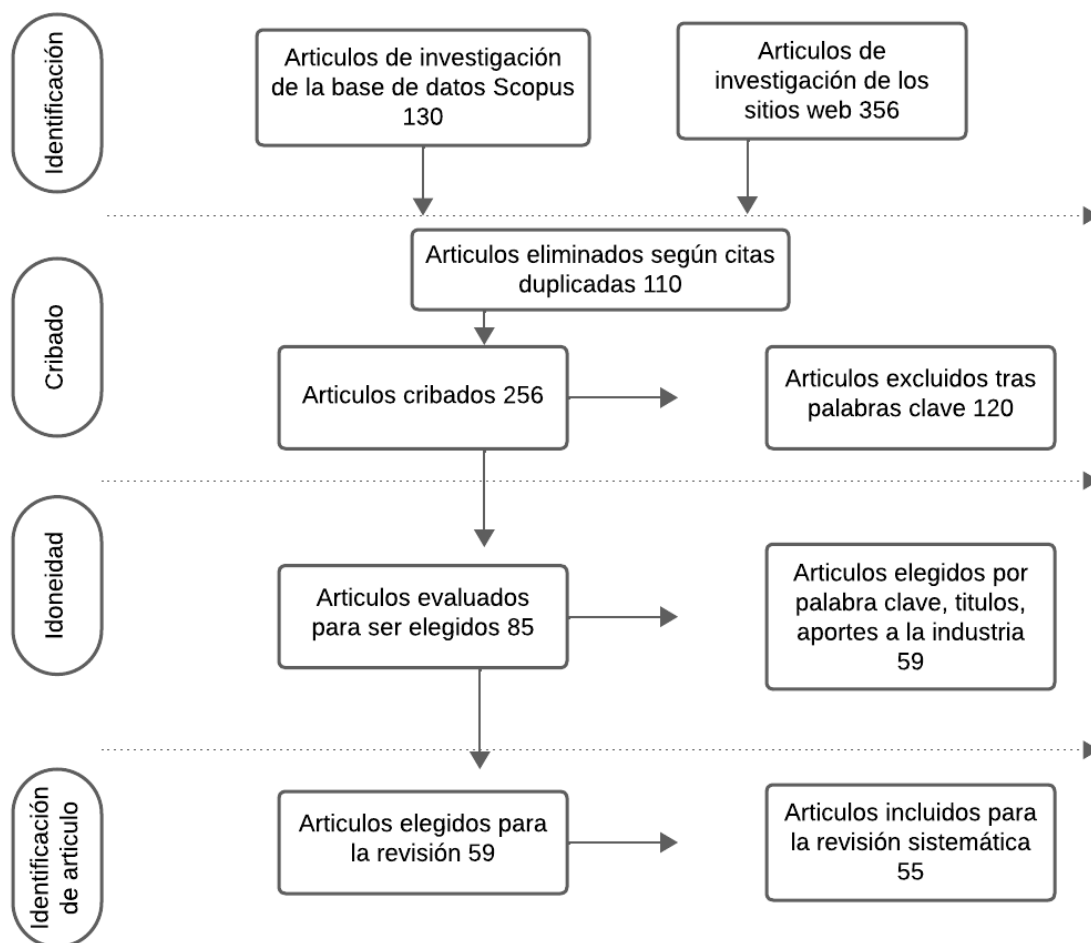 Identificación
Articulos de investigación
de la base de datos Scopus
130
Articulos de
investigación de los
sitios web 356
Cribado
Articulos eliminados según citas
duplicadas 110
Articulos cribados 256
Articulos excluidos tras
palabras clave 120
Idoneidad
Articulos evaluados
para ser elegidos 85
Articulos elegidos por
palabra clave, titulos,
aportes a la industria
59
Identificación
de articulo
Articulos elegidos para
la revisión 59
Articulos incluidos para
la revisión sistemática
55